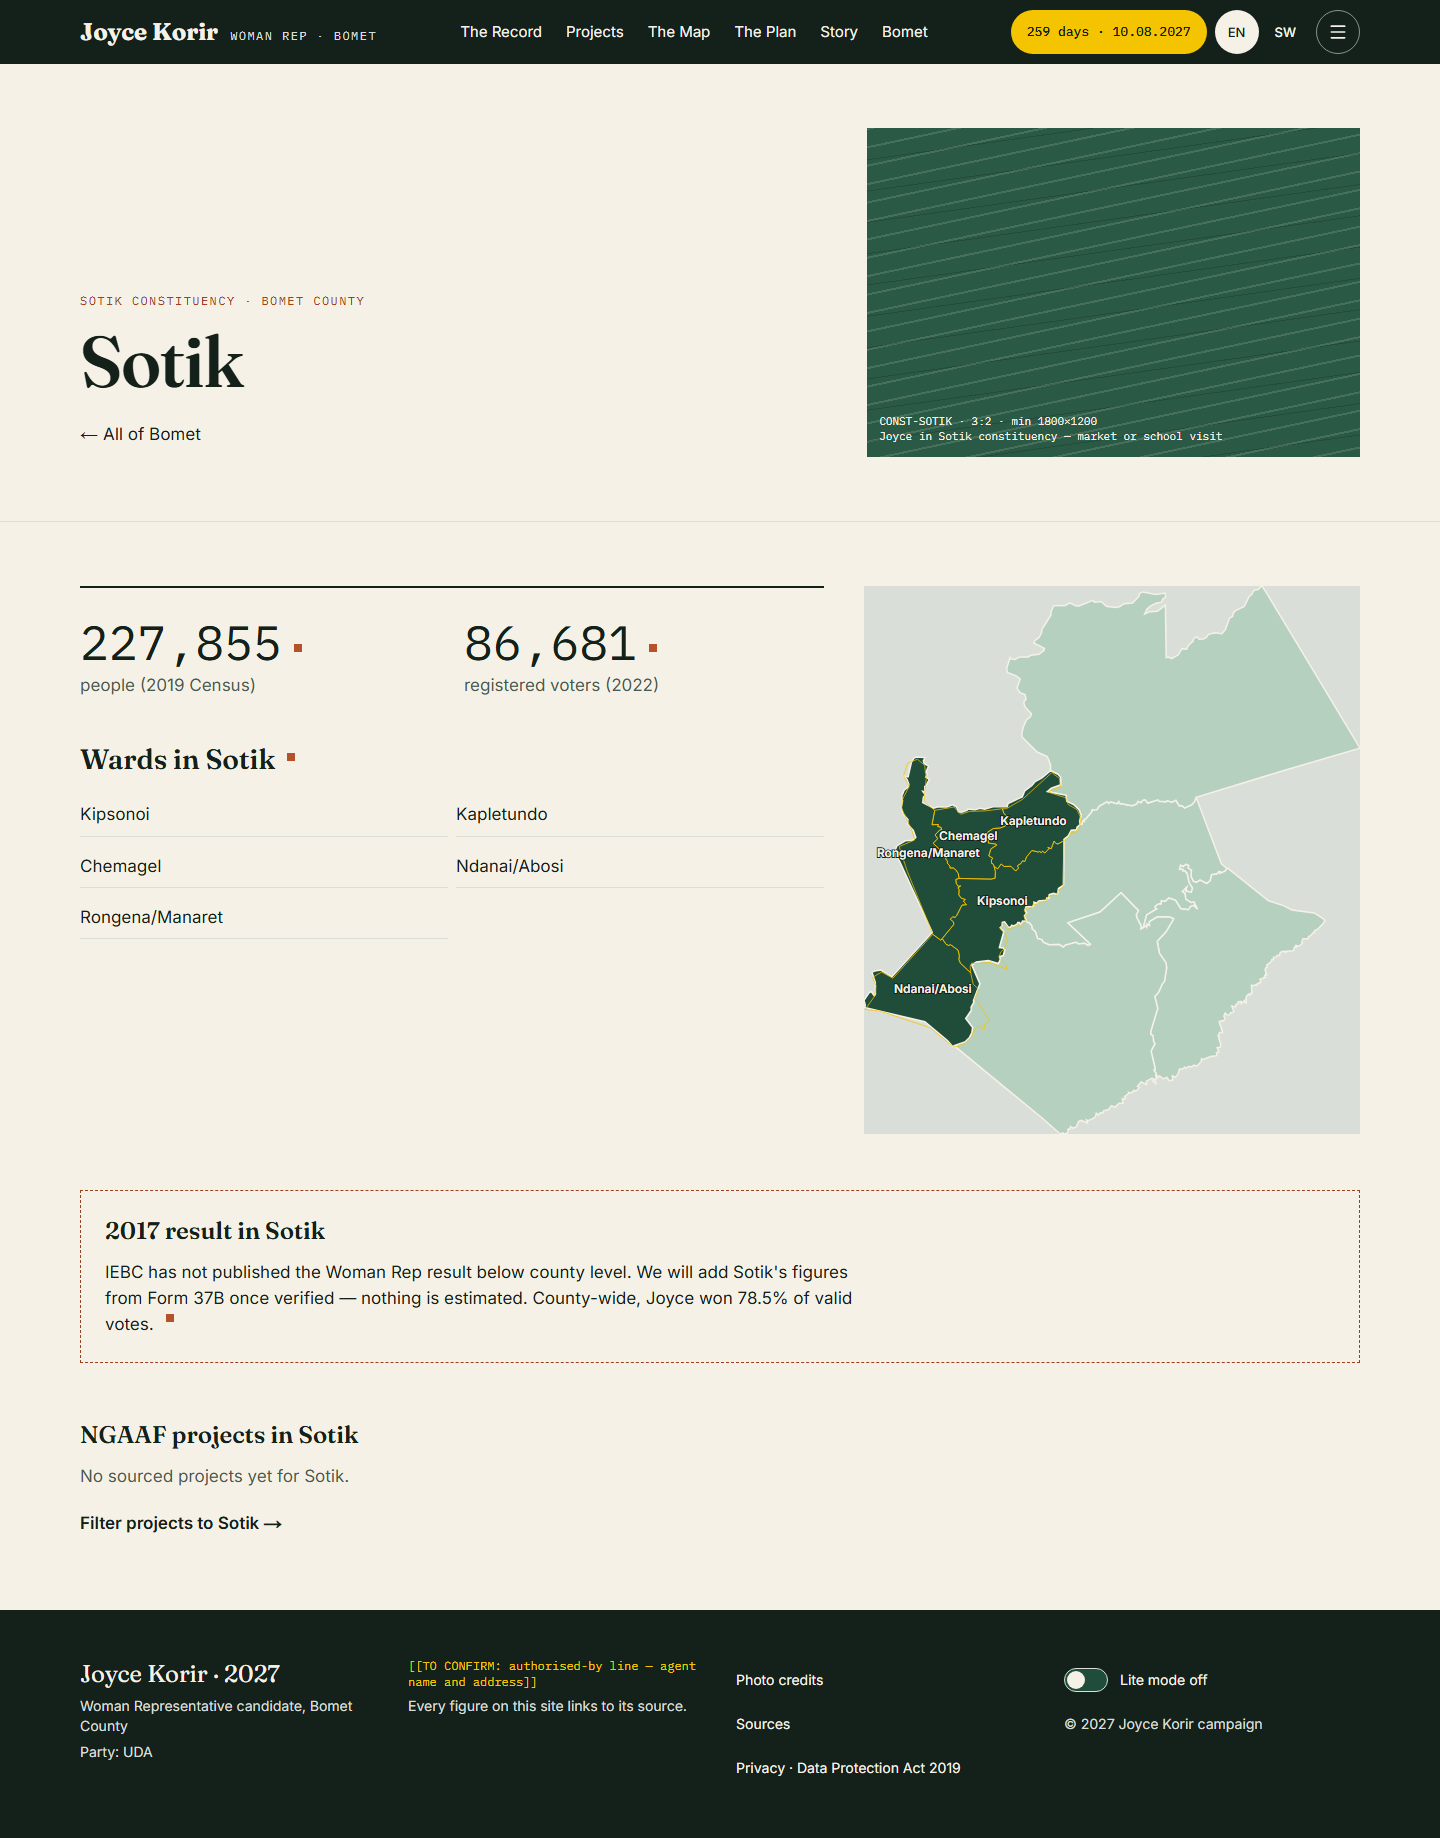 Joyce Korir WOMAN REP · BOMET
The Record Projects The Map The Plan Story Bomet
259 days · 10.08.2027 EN SW
SOTIK CONSTITUENCY · BOMET COUNTY
Sotik
← All of Bomet
CONST-SOTIK · 3:2 · min 1800×1200
Joyce in Sotik constituency — market or school visit
227,855
people (2019 Census)
86,681
registered voters (2022)
Wards in Sotik
Kipsonoi
Kapletundo
Chemagel
Ndanai/Abosi
Rongena/Manaret
Kapletundo
Chemagel
Rongena/Manaret
Kipsonoi
Ndanai/Abosi
2017 result in Sotik
IEBC has not published the Woman Rep result below county level. We will add Sotik's figures
from Form 37B once verified — nothing is estimated. County-wide, Joyce won 78.5% of valid
votes.
NGAAF projects in Sotik
No sourced projects yet for Sotik.
Filter projects to Sotik →
Joyce Korir · 2027
Woman Representative candidate, Bomet
County
Party: UDA
[[TO CONFIRM: authorised-by line — agent
name and address]]
Every figure on this site links to its source.
Photo credits
Sources
Privacy · Data Protection Act 2019
Lite mode off
© 2027 Joyce Korir campaign